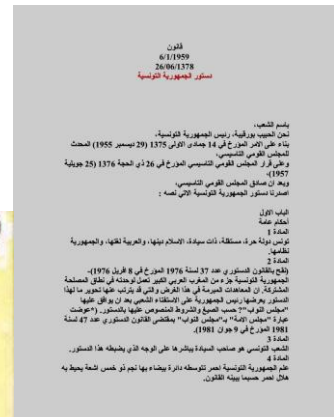 قانون
6/1/1959
26/06/1378
دستور الجمهورية التونسية
باسم الشعب،
نحن الحبيب بورقيبة، رئيس الجمهورية التونسية،
بناء على الامر المؤرخ في 14 جمادى الاولى 1375 (29 ديسمبر 1955) المحدث
للمجلس القومي التاسيسي،
وعلى قرار المجلس القومي التاسيسي المؤرخ في 26 ذي الحجة 1376 (25 جويلية
1957)،
وبعد ان صادق المجلس القومي التاسيسي،
اصدرنا دستور الجمهورية التونسية الاتي نصه :
الباب الاول
أحكام عامة
المادة 1
تونس دولة حرة، مستقلة، ذات سيادة، الاسلام دينها، والعربية لغتها، والجمهورية
نظامها.
المادة 2
(نقح بالقانون الدستوري عدد 37 لسنة 1976 المؤرخ في 8 افريل 1976)،
الجمهورية التونسية جزء من المغرب العربي الكبير تعمل لوحدته في نطاق المصلحة
المشتركة. ان المعاهدات المبرمة في هذا الغرض والتي قد يترتب عنها تحوير ما لهذا
الدستور يعرضها رئيس الجمهورية على الاستفتاء الشعبي بعد ان يوافق عليها
"مجلس النواب"? حسب الصيغ والشروط المنصوص عليها بالدستور. (*عوضت
عبارة "مجلس الامة" بـ"مجلس النواب" بمقتضى القانون الدستوري عدد 47 لسنة
1981 المؤرخ في 9 جوان 1981).
المادة 3
الشعب التونسي هو صاحب السيادة يباشرها على الوجه الذي يضبطه هذا الدستور.
المادة 4
علم الجمهورية التونسية احمر تتوسطه دائرة بيضاء بها نجم ذو خمس اشعة يحيط به
هلال احمر حسبما يبينه القانون.